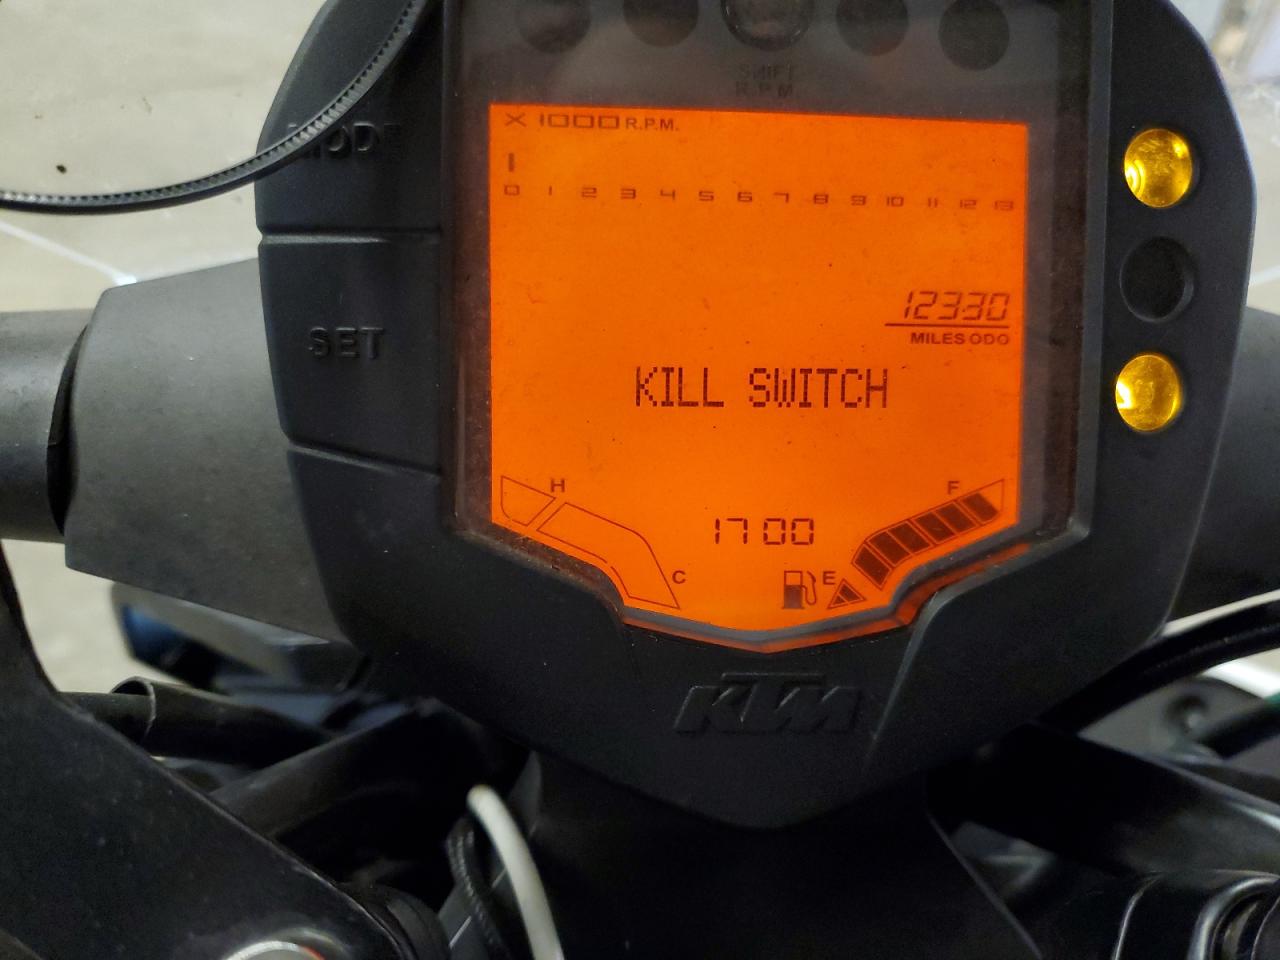 SHIFT
R.P.M.
X 1000 R.P.M.
MODE
0 1 2 3 4 5 6 7 8 9 10 11 12 13
12330
MILES ODO
SET
KILL SWITCH
H
F
17 00
C
E
KTM